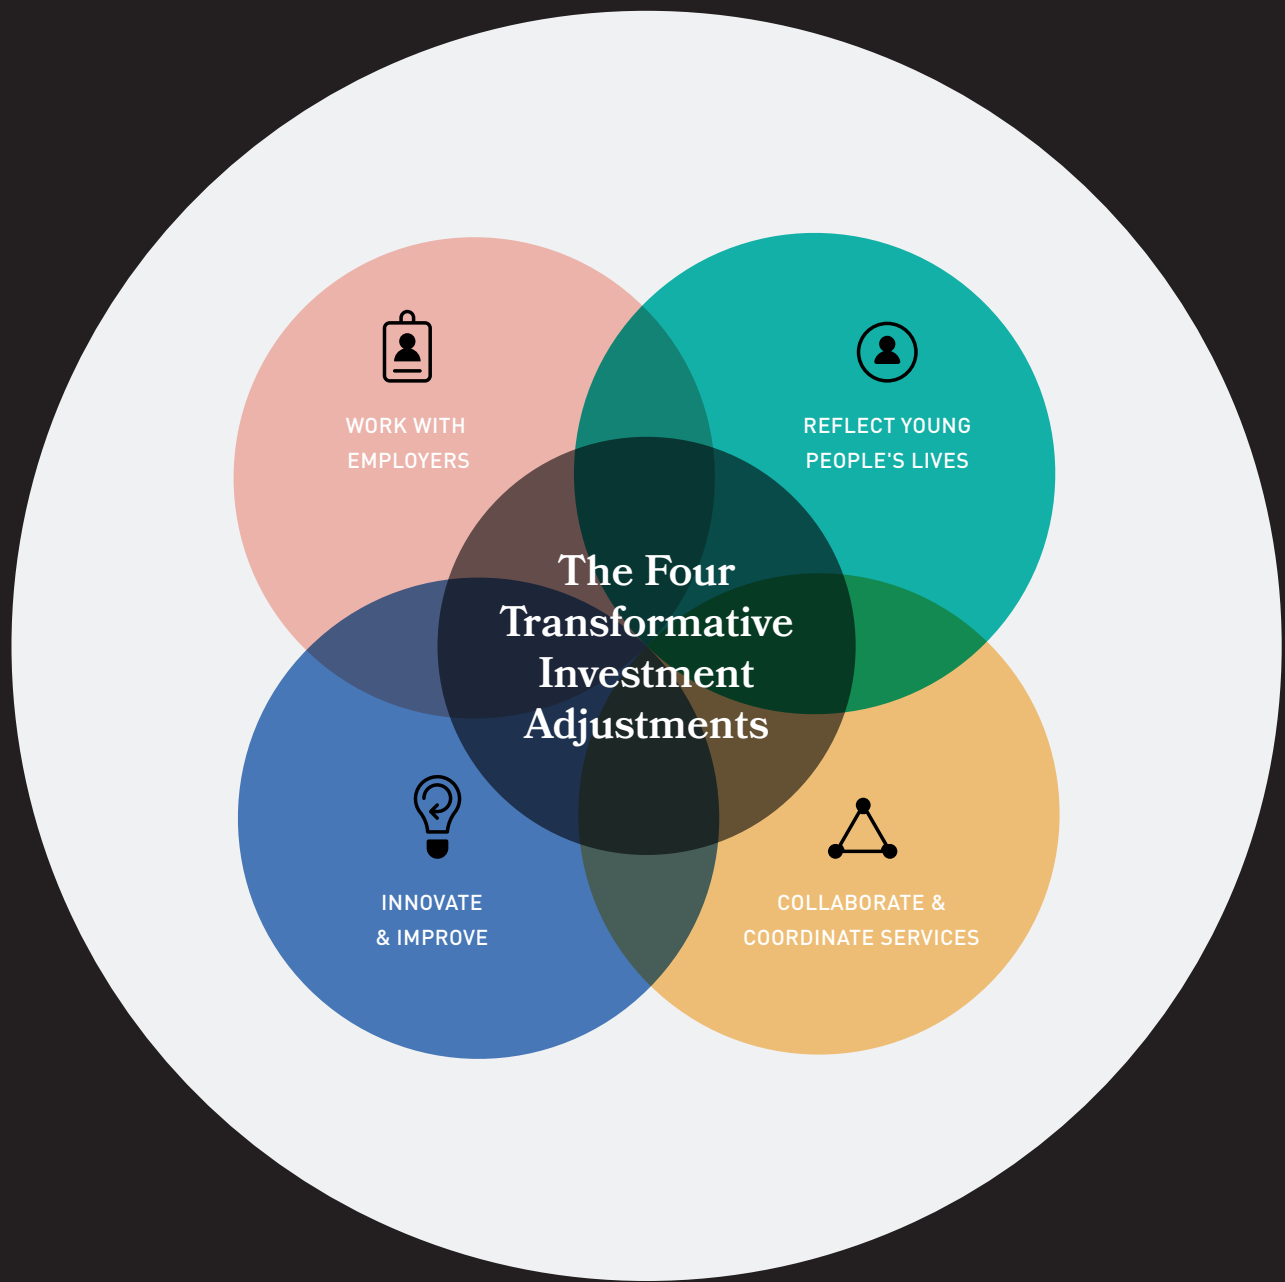 WORK WITH
EMPLOYERS
REFLECT YOUNG
PEOPLE'S LIVES
The Four
Transformative
Investment
Adjustments
INNOVATE
& IMPROVE
COLLABORATE &
COORDINATE SERVICES